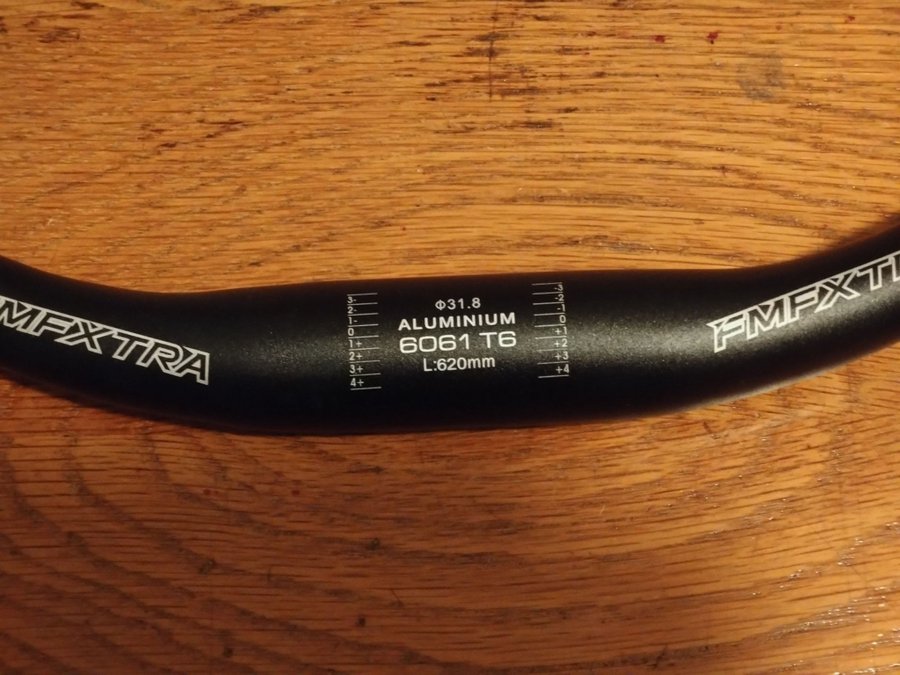 FMFXTRA
3-
2-
1-
0
1+
2+
3+
4+
Φ31.8
ALUMINIUM
6061 T6
L:620mm
-3
-2
-1
0
+1
+2
+3
+4
FMFXT